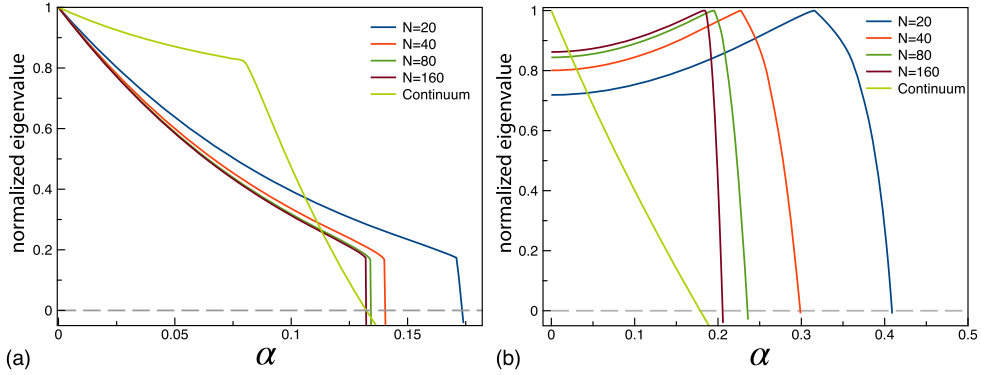 normalized eigenvalue
1
0.8
0.6
0.4
0.2
0
0
0.05
0.1
0.15
N=20
N=40
N=80
N=160
Continuum
(a)
α
normalized eigenvalue
1
0.8
0.6
0.4
0.2
0
0
0.1
0.2
0.3
0.4
0.5
N=20
N=40
N=80
N=160
Continuum
(b)
α